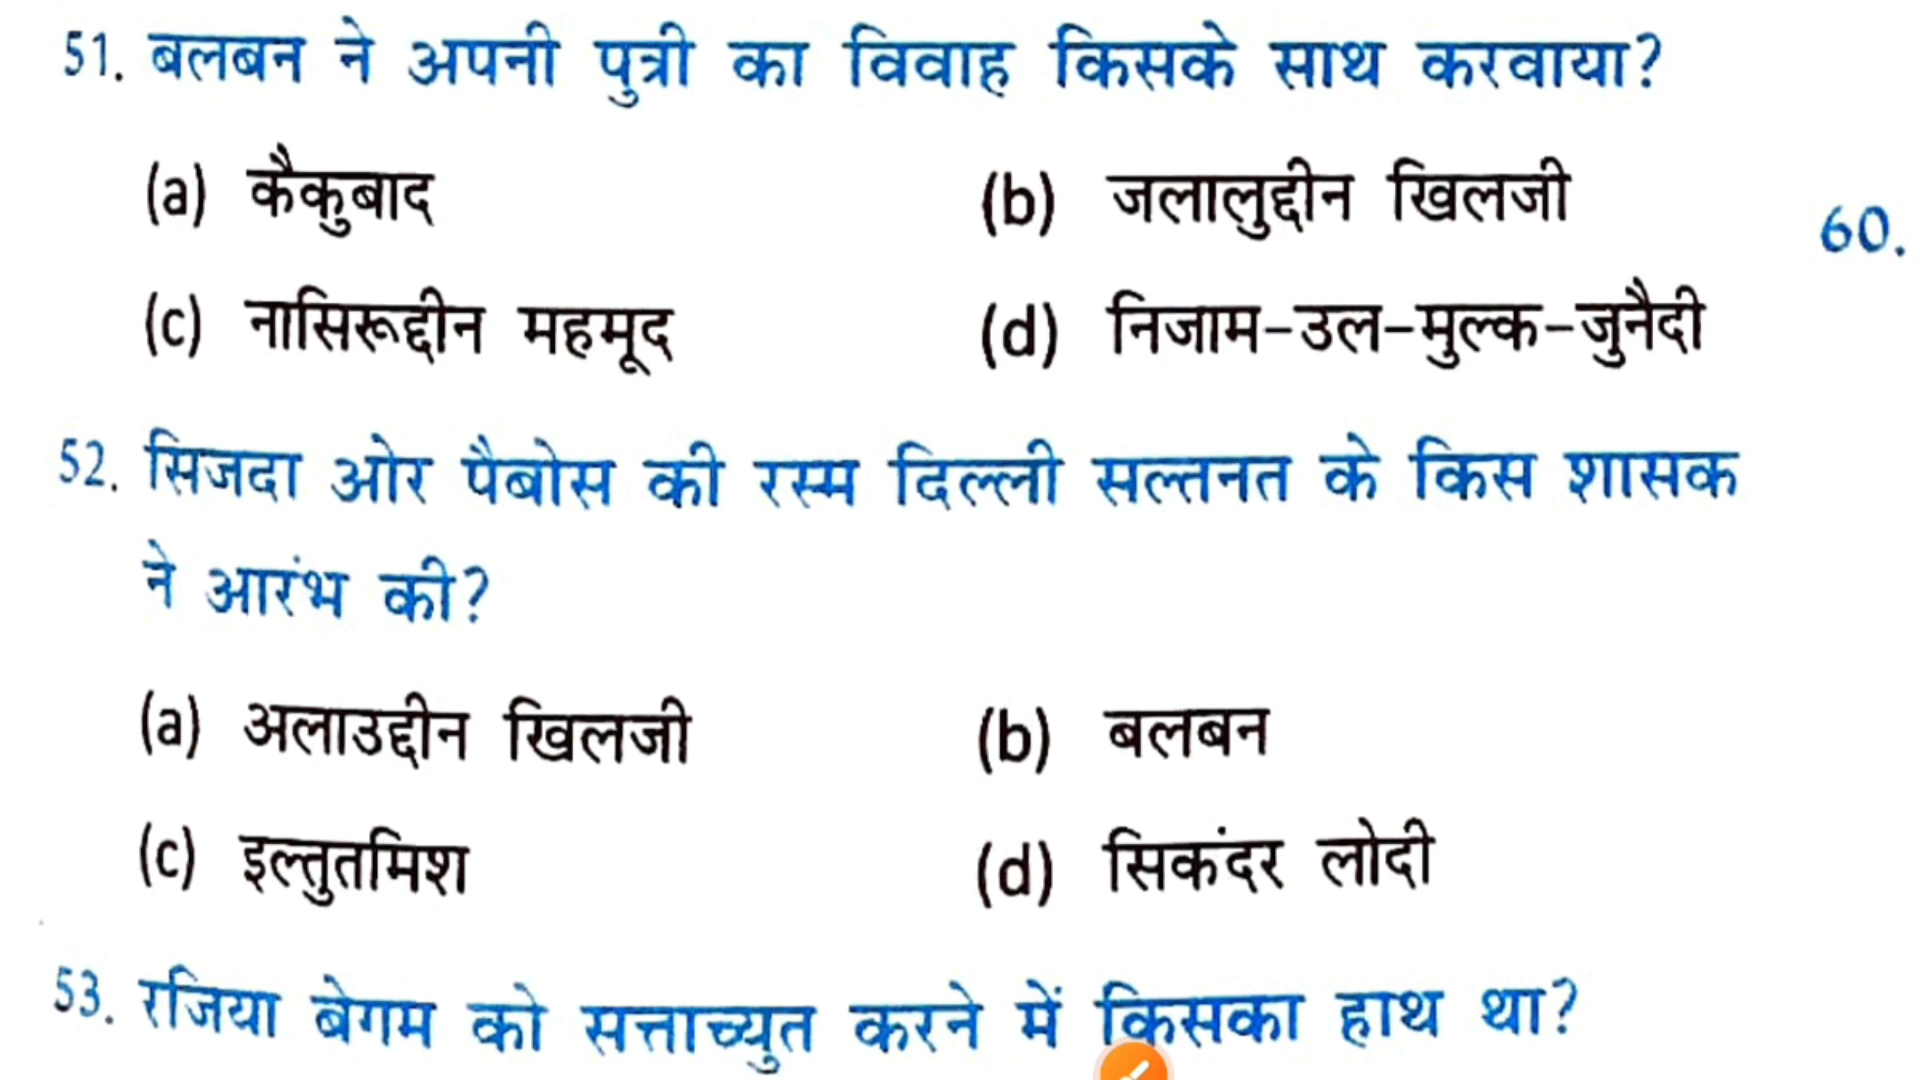 51. बलबन ने अपनी पुत्री का विवाह किसके साथ करवाया?
(a) कैकुबाद (b) जलालुद्दीन खिलजी
60.
(c) नासिरूद्दीन महमूद (d) निजाम-उल-मुल्क-जुनैदी
52. सिजदा ओर पैबोस की रस्म दिल्ली सल्तनत के किस शासक
ने आरंभ की?
(a) अलाउद्दीन खिलजी (b) बलबन
(c) इल्तुतमिश (d) सिकंदर लोदी
53. रजिया बेगम को सत्ताच्युत करने में किसका हाथ था?